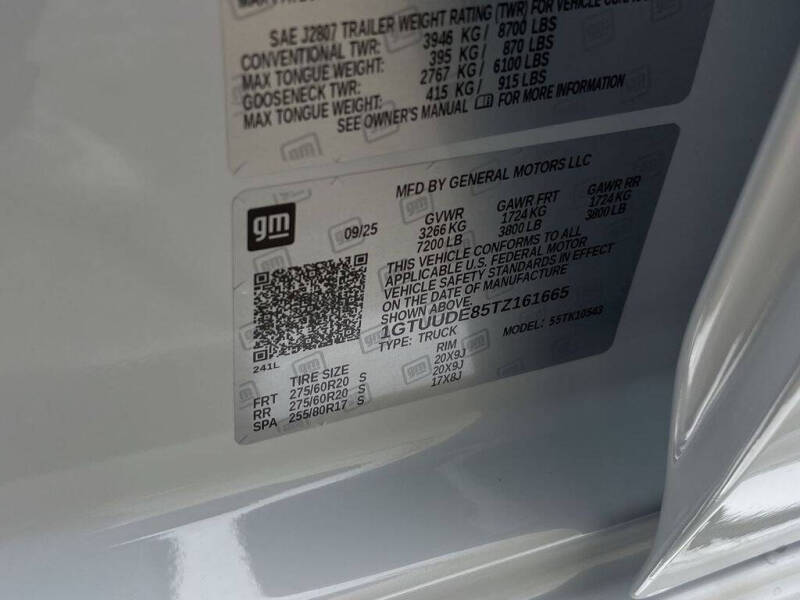 SAE J2807 TRAILER WEIGHT RATING (TWR) FOR VEHICLE
CONVENTIONAL TWR: 3946 KG / 8700 LBS
MAX TONGUE WEIGHT: 395 KG / 870 LBS
GOOSENECK TWR: 2767 KG / 6100 LBS
MAX TONGUE WEIGHT: 415 KG / 915 LBS
SEE OWNER'S MANUAL FOR MORE INFORMATION
gm
MFD BY GENERAL MOTORS LLC
09/25
GVWR GAWR FRT GAWR RR
3266 KG 1724 KG 1724 KG
7200 LB 3800 LB 3800 LB
THIS VEHICLE CONFORMS TO ALL
APPLICABLE U.S. FEDERAL MOTOR
VEHICLE SAFETY STANDARDS IN EFFECT
ON THE DATE OF MANUFACTURE
SHOWN ABOVE.
1GTUUDE85TZ161665
TYPE: TRUCK MODEL: 55TK10543
241L
TIRE SIZE RIM
FRT 275/60R20 S 20X9J
RR 275/60R20 S 20X9J
SPA 255/80R17 S 17X8J